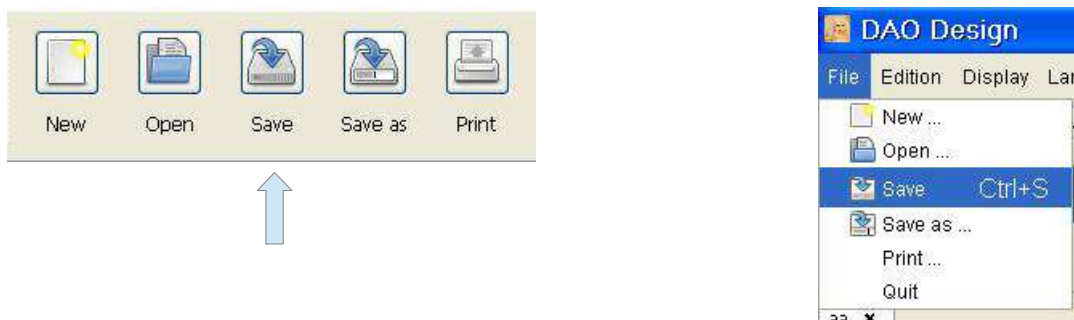 New Open Save Save as Print
DAO Design
File Edition Display Lar
New ...
Open ...
Save Ctrl+S
Save as ...
Print ...
Quit